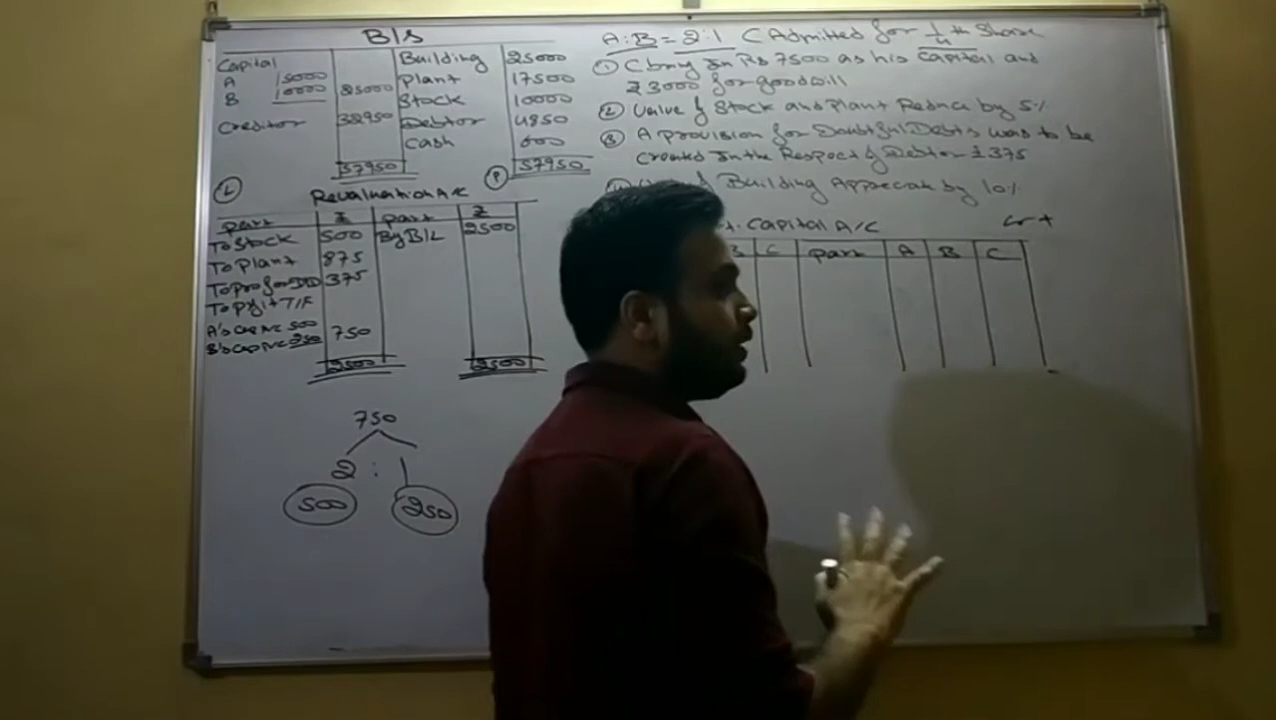 B/S
Capital Building 25000
A 15000 Plant 17500
B 10000 25000 Stock 10000
Creditor 32950 Debtor 4850
Cash 600
57950 57950
A:B = 2:1 C Admitted for 1/4th Share
① C bring In Rs 7500 as his capital and
₹3000 for goodwill
② Value of Stock and Plant Reduce by 5%
③ A provision for Doubtful Debts was to be
created In the Respect of Debtor ₹375
Building Appreciate by 10%
Revaluation A/c
part ₹ part ₹
To Stock 500 By B/L 2500
To Plant 875
To pro for DD 375
To profit T/F
A's Cap A/c 500
B's Cap A/c 250 750
2500 2500
Capital A/C Cr +
B C part A B C
750
2 : 1
500 250